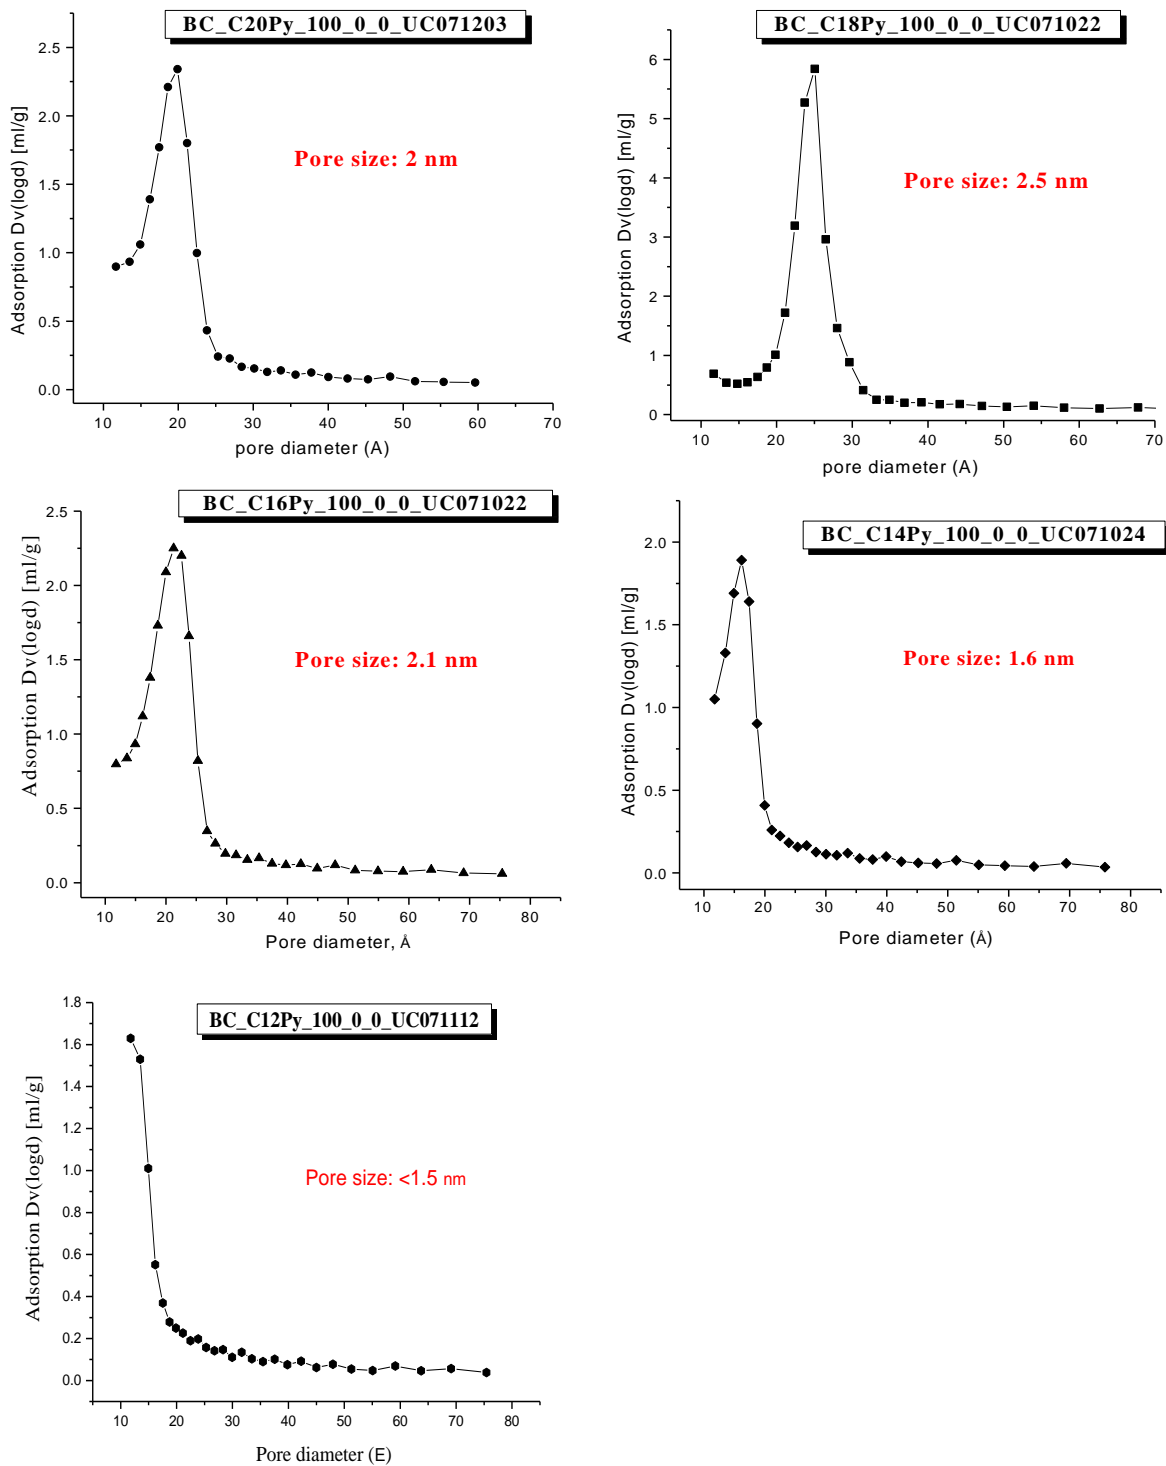 BC_C20Py_100_0_0_UC071203
2.5
2.0
1.5
1.0
0.5
0.0
Adsorption Dv(logd) [ml/g]
Pore size: 2 nm
10 20 30 40 50 60 70
pore diameter (A)
BC_C18Py_100_0_0_UC071022
6
5
4
3
2
1
0
Adsorption Dv(logd) [ml/g]
Pore size: 2.5 nm
10 20 30 40 50 60 70
pore diameter (A)
BC_C16Py_100_0_0_UC071022
2.5
2.0
1.5
1.0
0.5
0.0
Adsorption Dv(logd) [ml/g]
Pore size: 2.1 nm
10 20 30 40 50 60 70 80
Pore diameter, Å
BC_C14Py_100_0_0_UC071024
2.0
1.5
1.0
0.5
0.0
Adsorption Dv(logd) [ml/g]
Pore size: 1.6 nm
10 20 30 40 50 60 70 80
Pore diameter (Å)
BC_C12Py_100_0_0_UC071112
1.8
1.6
1.4
1.2
1.0
0.8
0.6
0.4
0.2
0.0
Adsorption Dv(logd) [ml/g]
Pore size: <1.5 nm
10 20 30 40 50 60 70 80
Pore diameter (E)